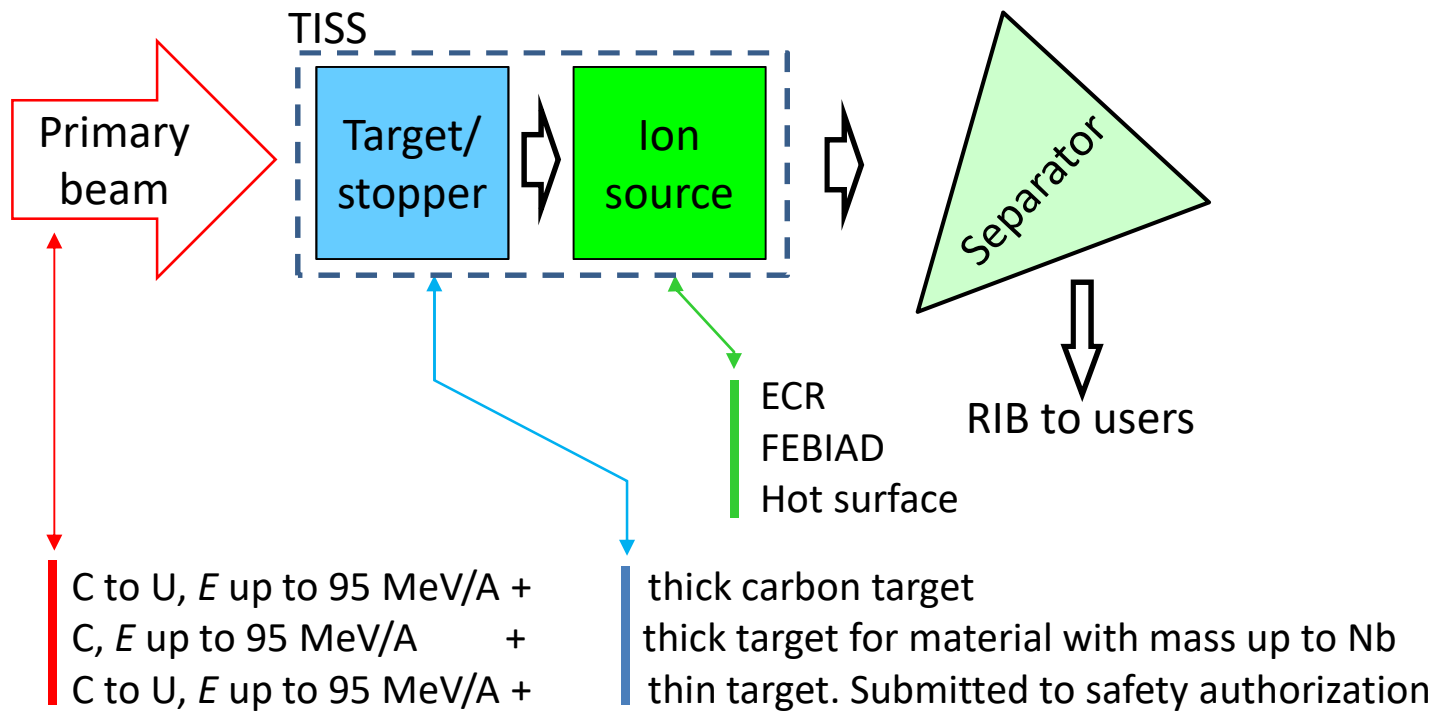 TISS
Primary
beam
Target/
stopper
Ion
source
Separator
ECR
FEBIAD
Hot surface
RIB to users
C to U, E up to 95 MeV/A + thick carbon target
C, E up to 95 MeV/A + thick target for material with mass up to Nb
C to U, E up to 95 MeV/A + thin target. Submitted to safety authorization